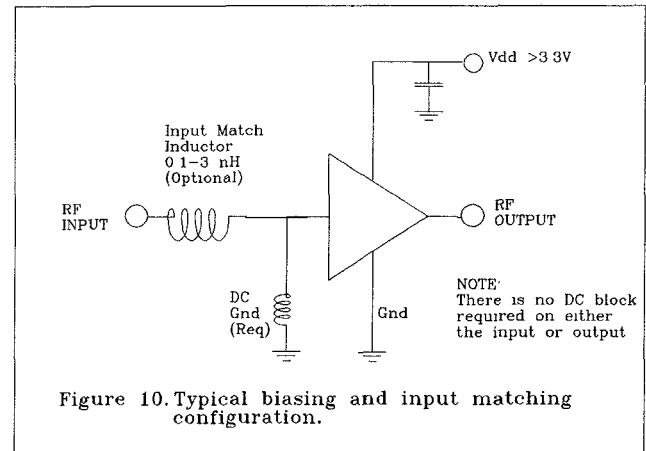 Vdd >3 3V
Input Match
Inductor
0 1-3 nH
(Optional)
RF
INPUT
RF
OUTPUT
DC
Gnd
(Req)
Gnd
NOTE'
There is no DC block
required on either
the input or output
Figure 10. Typical biasing and input matching
configuration.